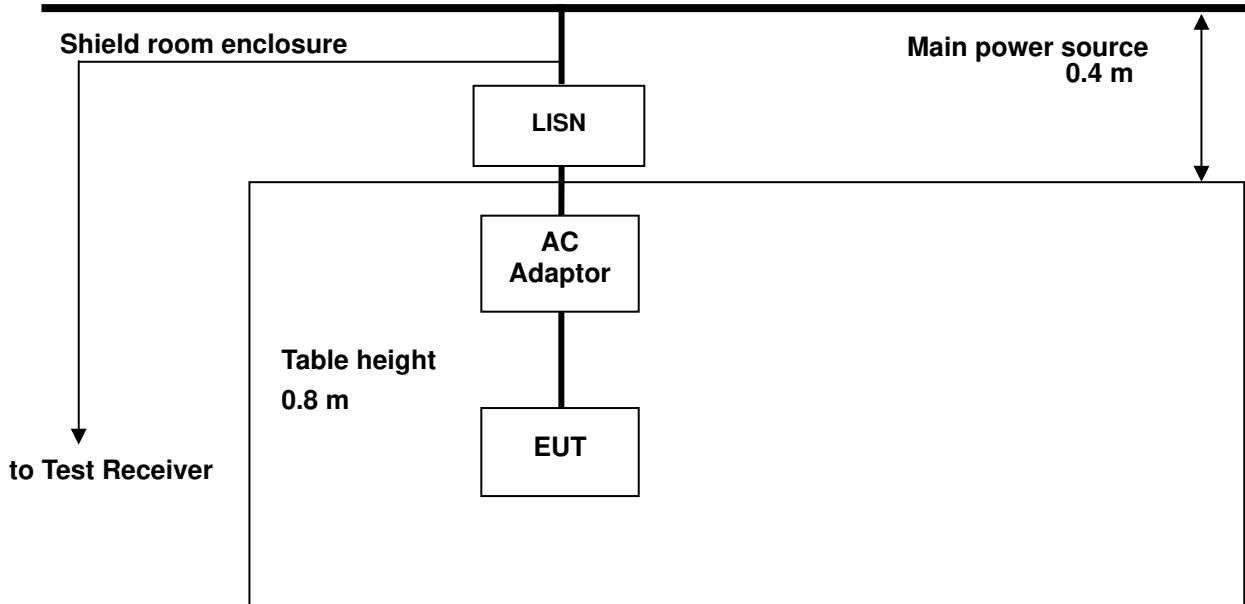 Shield room enclosure
Main power source
0.4 m
LISN
AC
Adaptor
Table height
0.8 m
EUT
to Test Receiver